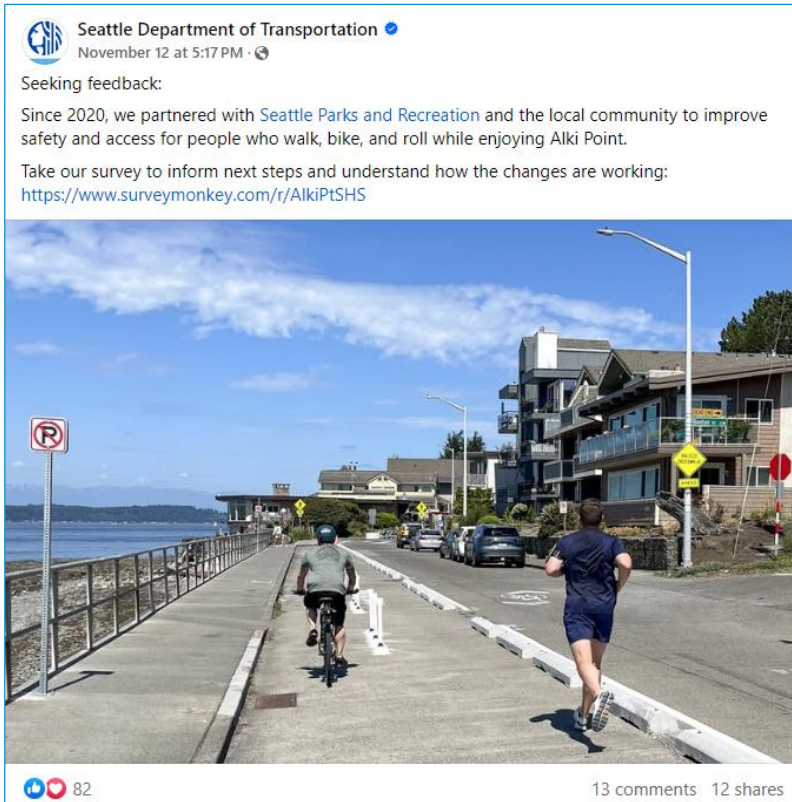 Seattle Department of Transportation
November 12 at 5:17 PM ·
Seeking feedback:
Since 2020, we partnered with Seattle Parks and Recreation and the local community to improve
safety and access for people who walk, bike, and roll while enjoying Alki Point.
Take our survey to inform next steps and understand how the changes are working:
https://www.surveymonkey.com/r/AlkiPtSHS
P
DEAD END
82
13 comments 12 shares